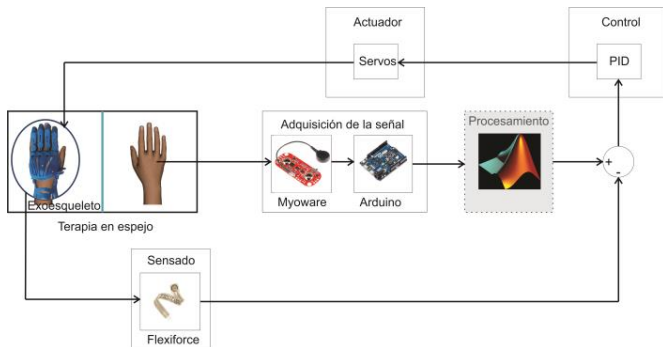 Actuador
Servos
Control
PID
Exoesqueleto
Terapia en espejo
Adquisición de la señal
Myoware
Arduino
Procesamiento
+
-
Sensado
Flexiforce